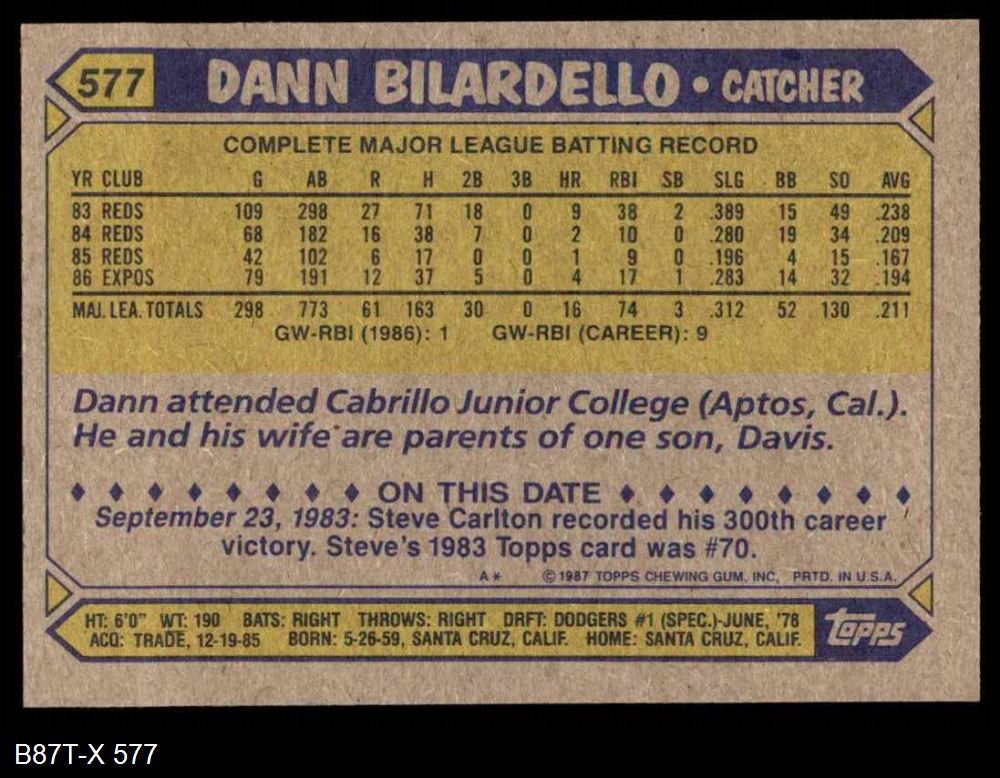 577 DANN BILARDELLO • CATCHER
COMPLETE MAJOR LEAGUE BATTING RECORD
YR CLUB G AB R H 2B 3B HR RBI SB SLG BB SO AVG
83 REDS 109 298 27 71 18 0 9 38 2 .389 15 49 .238
84 REDS 68 182 16 38 7 0 2 10 0 .280 19 34 .209
85 REDS 42 102 6 17 0 0 1 9 0 .196 4 15 .167
86 EXPOS 79 191 12 37 5 0 4 17 1 .283 14 32 .194
MAJ. LEA. TOTALS 298 773 61 163 30 0 16 74 3 .312 52 130 .211
GW-RBI (1986): 1 GW-RBI (CAREER): 9
Dann attended Cabrillo Junior College (Aptos, Cal.).
He and his wife are parents of one son, Davis.
♦ ♦ ♦ ♦ ♦ ♦ ♦ ♦ ON THIS DATE ♦ ♦ ♦ ♦ ♦ ♦ ♦ ♦
September 23, 1983: Steve Carlton recorded his 300th career
victory. Steve's 1983 Topps card was #70.
A* © 1987 TOPPS CHEWING GUM, INC. PRTD. IN U.S.A.
HT: 6'0" WT: 190 BATS: RIGHT THROWS: RIGHT DRFT: DODGERS #1 (SPEC.)-JUNE, '78
ACQ: TRADE, 12-19-85 BORN: 5-26-59, SANTA CRUZ, CALIF. HOME: SANTA CRUZ, CALIF.
topps
B87T-X 577